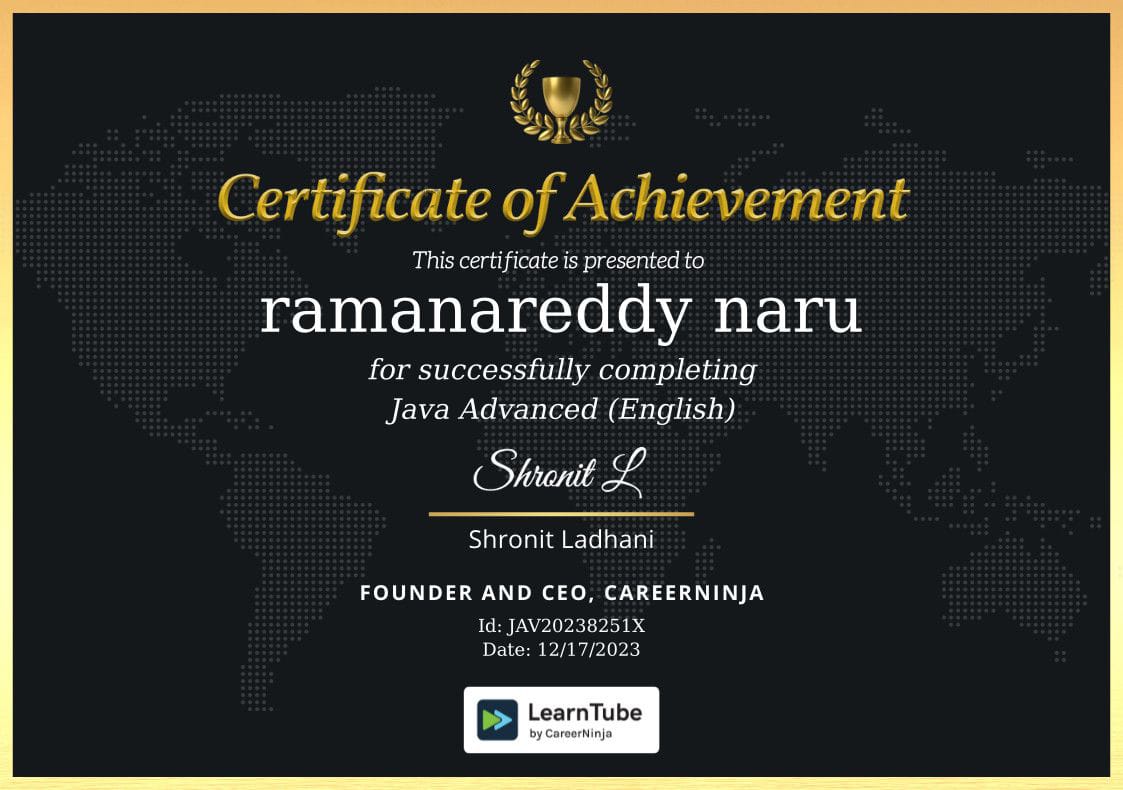 Certificate of Achievement
This certificate is presented to
ramanareddy naru
for successfully completing
Java Advanced (English)
Shronit L
Shronit Ladhani
FOUNDER AND CEO, CAREERNINJA
Id: JAV20238251X
Date: 12/17/2023
LearnTube
by CareerNinja